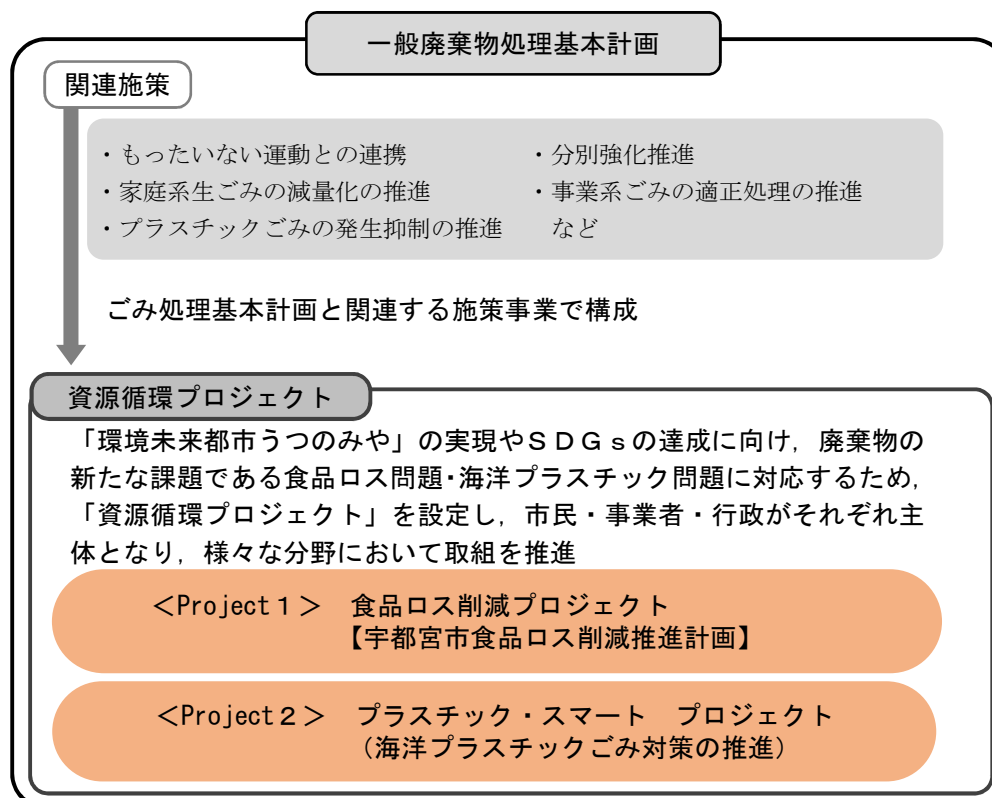 一般廃棄物処理基本計画
関連施策
・もったいない運動との連携
・家庭系生ごみの減量化の推進
・プラスチックごみの発生抑制の推進
・分別強化推進
・事業系ごみの適正処理の推進
など
ごみ処理基本計画と関連する施策事業で構成
資源循環プロジェクト
「環境未来都市うつのみや」の実現やＳＤＧｓの達成に向け，廃棄物の
新たな課題である食品ロス問題・海洋プラスチック問題に対応するため，
「資源循環プロジェクト」を設定し，市民・事業者・行政がそれぞれ主
体となり，様々な分野において取組を推進
＜Project１＞　食品ロス削減プロジェクト
【宇都宮市食品ロス削減推進計画】
＜Project２＞　プラスチック・スマート　プロジェクト
（海洋プラスチックごみ対策の推進）